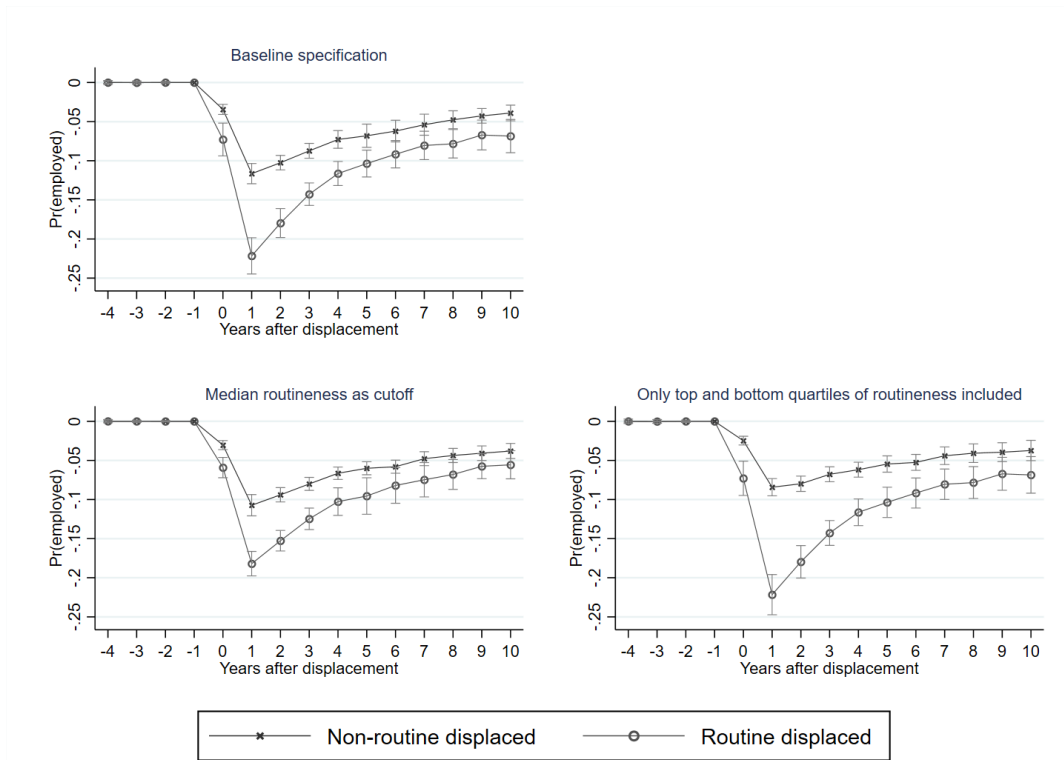 Baseline specification
Pr(employed)
0
-.05
-.1
-.15
-.2
-.25
-4 -3 -2 -1 0 1 2 3 4 5 6 7 8 9 10
Years after displacement
Median routineness as cutoff
Pr(employed)
0
-.05
-.1
-.15
-.2
-.25
-4 -3 -2 -1 0 1 2 3 4 5 6 7 8 9 10
Years after displacement
Only top and bottom quartiles of routineness included
Pr(employed)
0
-.05
-.1
-.15
-.2
-.25
-4 -3 -2 -1 0 1 2 3 4 5 6 7 8 9 10
Years after displacement
Non-routine displaced
Routine displaced